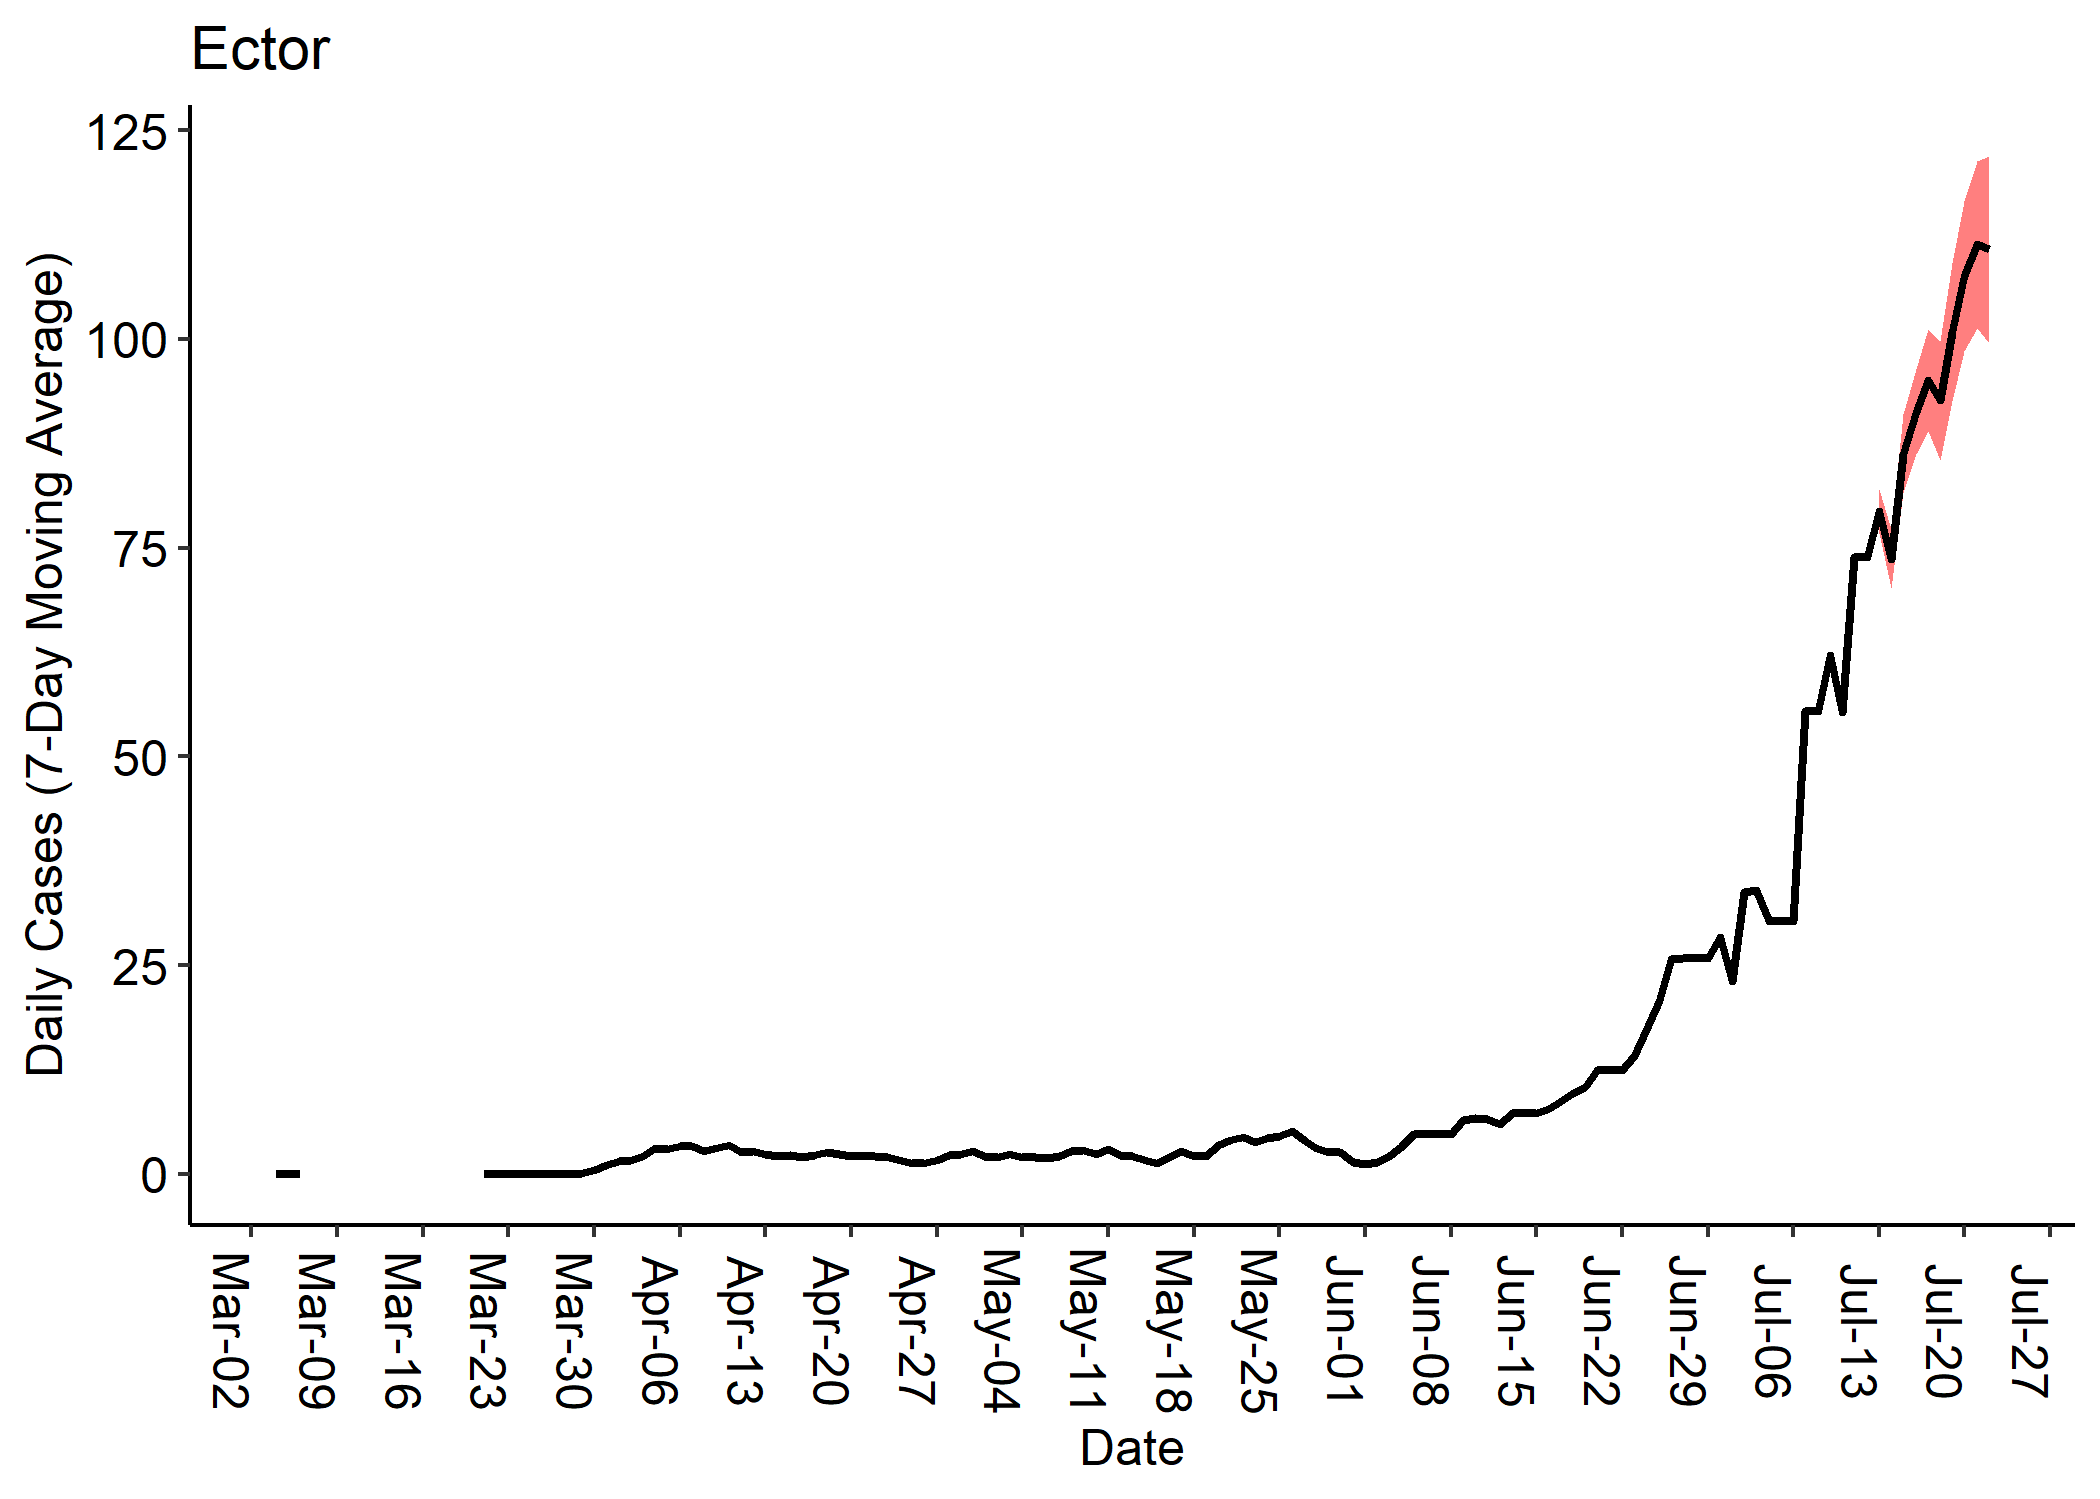 Ector
Daily Cases (7-Day Moving Average)
125
100
75
50
25
0
Mar-02
Mar-09
Mar-16
Mar-23
Mar-30
Apr-06
Apr-13
Apr-20
Apr-27
May-04
May-11
May-18
May-25
Jun-01
Jun-08
Jun-15
Jun-22
Jun-29
Jul-06
Jul-13
Jul-20
Jul-27
Date